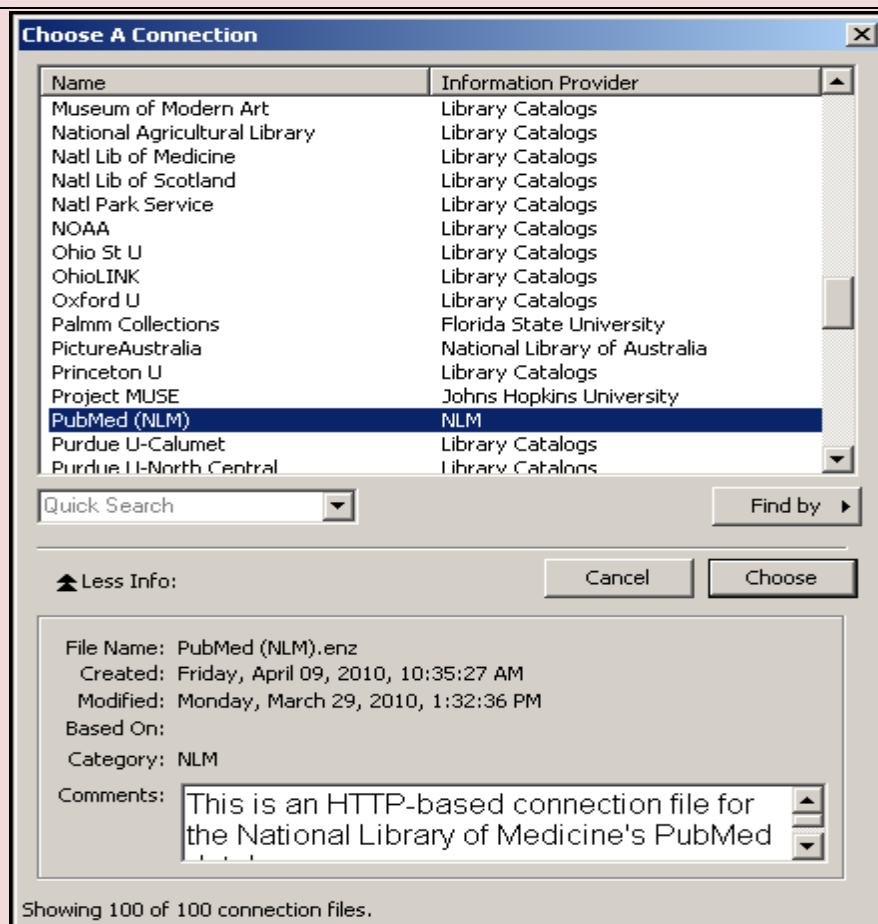 Choose A Connection
Name Information Provider
Museum of Modern Art Library Catalogs
National Agricultural Library Library Catalogs
Natl Lib of Medicine Library Catalogs
Natl Lib of Scotland Library Catalogs
Natl Park Service Library Catalogs
NOAA Library Catalogs
Ohio St U Library Catalogs
OhioLINK Library Catalogs
Oxford U Library Catalogs
Palmm Collections Florida State University
PictureAustralia National Library of Australia
Princeton U Library Catalogs
Project MUSE Johns Hopkins University
PubMed (NLM) NLM
Purdue U-Calumet Library Catalogs
Purdue U-North Central Library Catalogs
Quick Search Find by
Less Info: Cancel Choose
File Name: PubMed (NLM).enz
Created: Friday, April 09, 2010, 10:35:27 AM
Modified: Monday, March 29, 2010, 1:32:36 PM
Based On:
Category: NLM
Comments: This is an HTTP-based connection file for
the National Library of Medicine's PubMed
Showing 100 of 100 connection files.